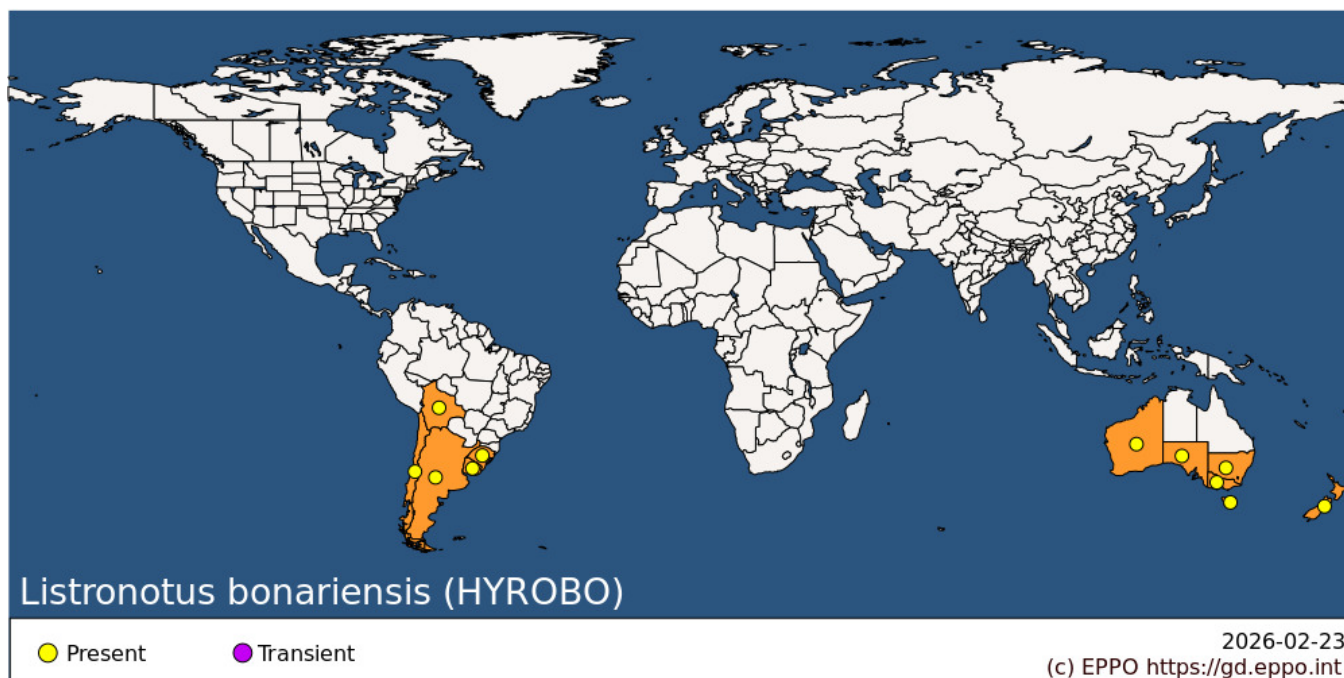 Listronotus bonariensis (HYROBO)
Present
Transient
2026-02-23
(c) EPPO https://gd.eppo.int